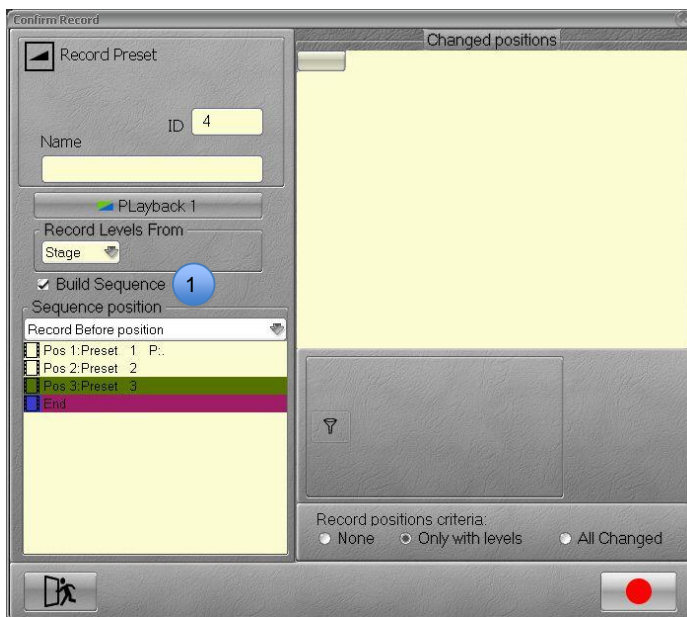 Confirm Record
Record Preset
ID 4
Name
PLayback 1
Record Levels From
Stage
Build Sequence 1
Sequence position
Record Before position
Pos 1:Preset 1 P:.
Pos 2:Preset 2
Pos 3:Preset 3
End
Changed positions
Record positions criteria:
None Only with levels All Changed